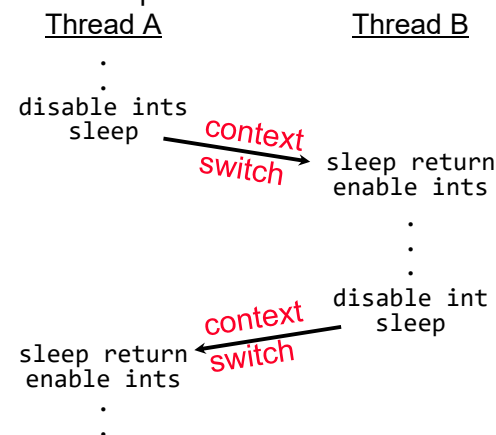 Thread A
Thread B
.
.
disable ints
sleep
context
switch
sleep return
enable ints
.
.
.
disable int
sleep
context
switch
sleep return
enable ints
.
.